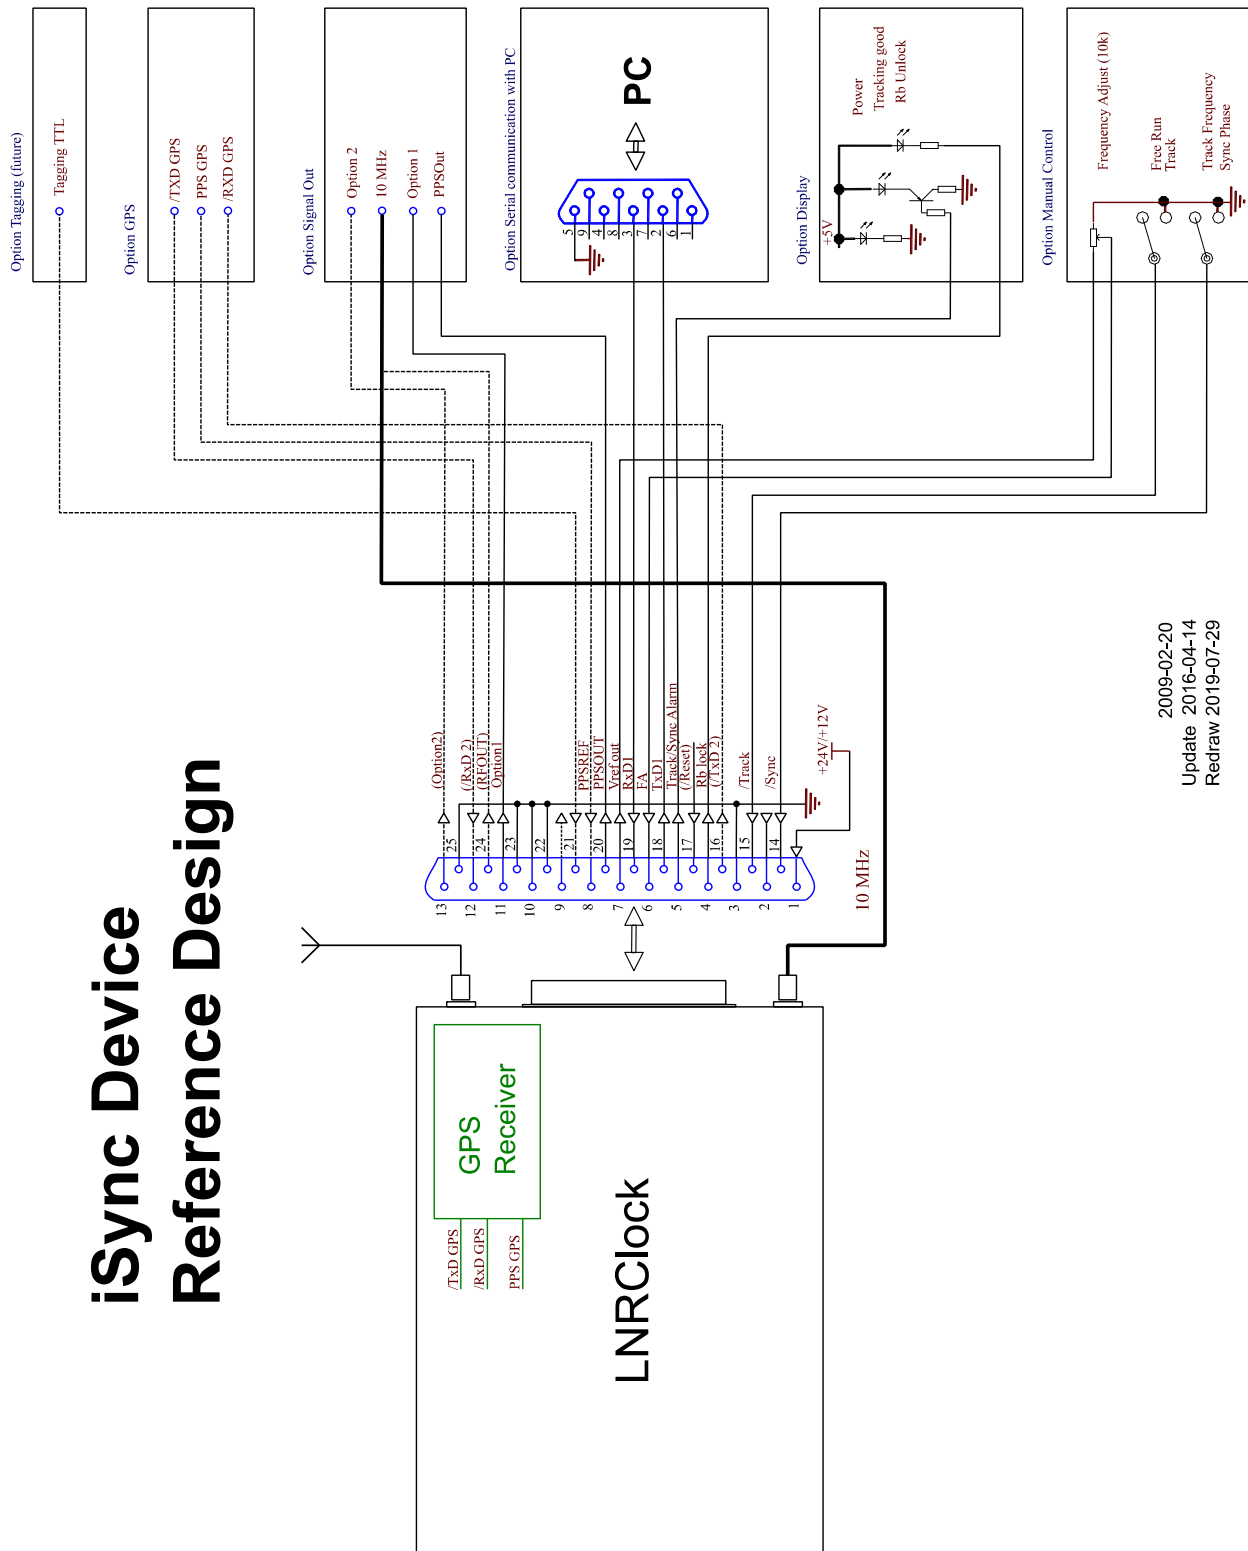 iSync Device
Reference Design
Option Tagging (future)
Tagging TTL
Option GPS
/TXD GPS
PPS GPS
/RXD GPS
Option Signal Out
Option 2
10 MHz
Option 1
PPSOut
Option Serial communication with PC
5
9
4
8
3
7
2
6
1
PC
Option Display
+5V
Power
Tracking good
Rb Unlock
Option Manual Control
Frequency Adjust (10k)
Free Run
Track
Track Frequency
Sync Phase
(Option2)
(/RxD 2)
(RFOUT)
Option1
PPSREF
PPSOUT
Vref out
RxD1
FA
TxD1
Track/Sync Alarm
(/Reset)
Rb lock
(/TxD 2)
/Track
/Sync
+24V/+12V
25
24
23
22
21
20
19
18
17
16
15
14
13
12
11
10
9
8
7
6
5
4
3
2
1
10 MHz
GPS
Receiver
/TxD GPS
/RxD GPS
PPS GPS
LNRClock
2009-02-20
Update 2016-04-14
Redraw 2019-07-29